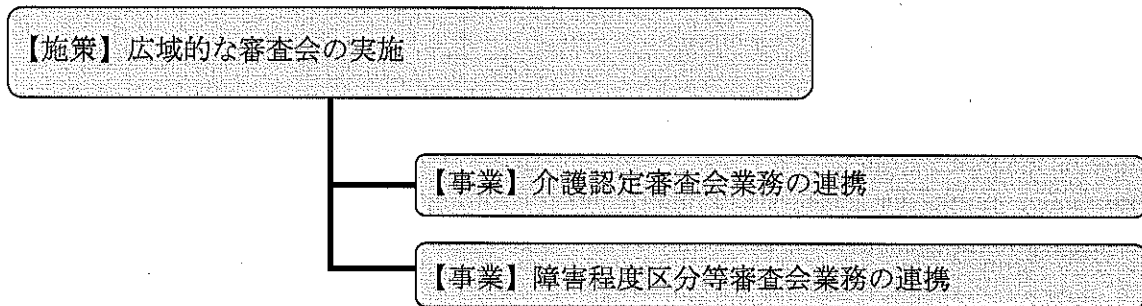 【施策】広域的な審査会の実施
【事業】介護認定審査会業務の連携
【事業】障害程度区分等審査会業務の連携